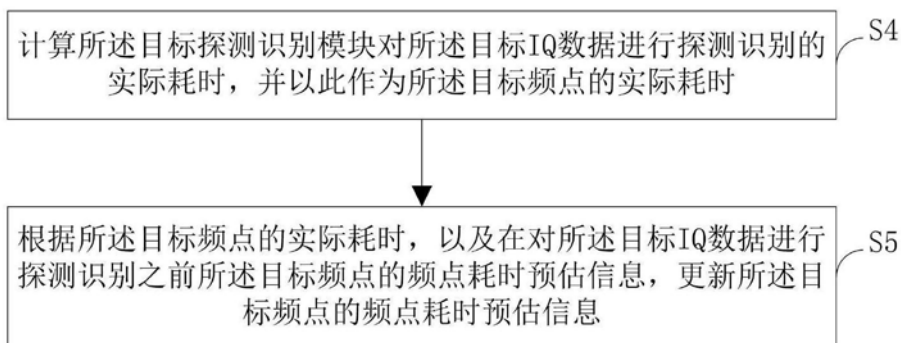 计算所述目标探测识别模块对所述目标IQ数据进行探测识别的
实际耗时，并以此作为所述目标频点的实际耗时
S4
根据所述目标频点的实际耗时，以及在对所述目标IQ数据进行
探测识别之前所述目标频点的频点耗时预估信息，更新所述目
标频点的频点耗时预估信息
S5